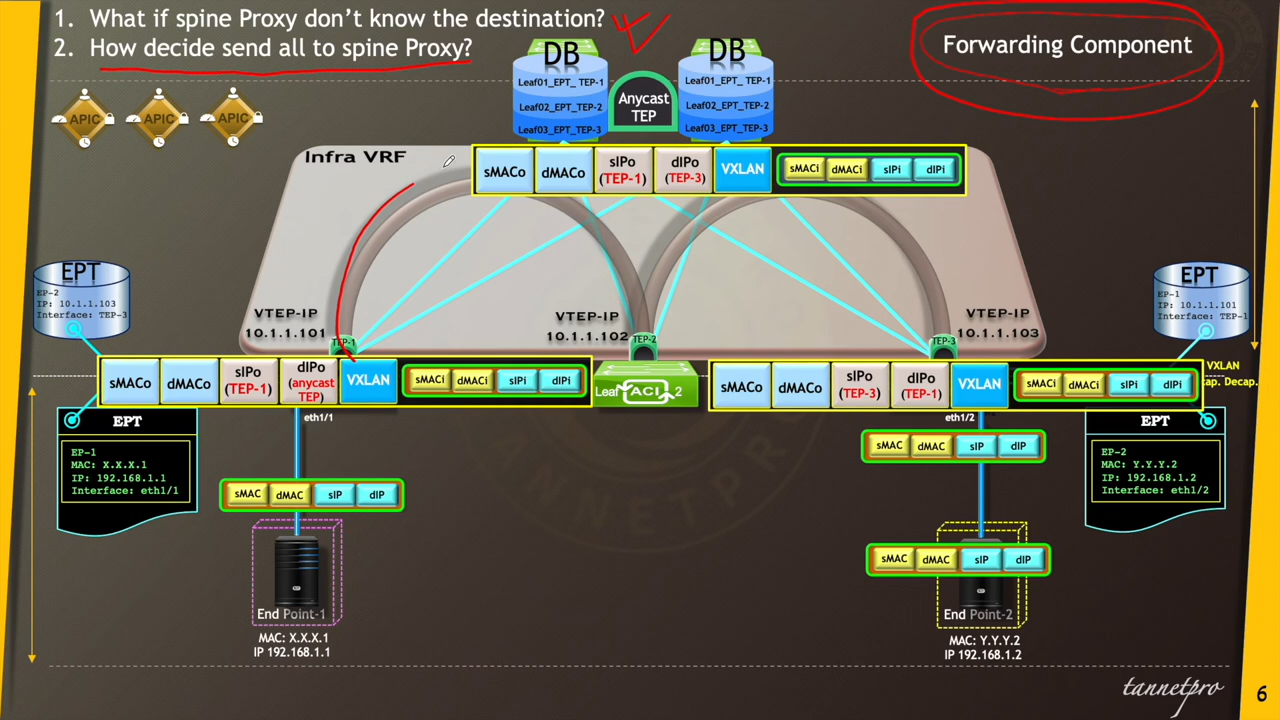 1. What if spine Proxy don't know the destination?
2. How decide send all to spine Proxy?
Forwarding Component
DB
Leaf01_EPT_ TEP-1
Leaf02_EPT_TEP-2
Leaf03_EPT_TEP-3
Anycast
TEP
DB
Leaf01_EPT_TEP-1
Leaf02_EPT_TEP-2
Leaf03_EPT_TEP-3
APIC
APIC
APIC
Infra VRF
sMACo
dMACo
sIPo
(TEP-1)
dIPo
(TEP-3)
VXLAN
sMACi
dMACi
sIPi
dIPi
EPT
EP-2
IP: 10.1.1.103
Interface: TEP-3
EPT
EP-1
IP: 10.1.1.101
Interface: TEP-1
VTEP-IP
10.1.1.101
TEP-1
VTEP-IP
10.1.1.102
TEP-2
VTEP-IP
10.1.1.103
TEP-3
sMACo
dMACo
sIPo
(TEP-1)
dIPo
(anycast
TEP)
VXLAN
sMACi
dMACi
sIPi
dIPi
Leaf
ACI
2
sMACo
dMACo
sIPo
(TEP-3)
dIPo
(TEP-1)
VXLAN
sMACi
dMACi
sIPi
dIPi
VXLAN
cap. Decap.
eth1/1
eth1/2
EPT
EP-1
MAC: X.X.X.1
IP: 192.168.1.1
Interface: eth1/1
EPT
EP-2
MAC: Y.Y.Y.2
IP: 192.168.1.2
Interface: eth1/2
sMAC
dMAC
sIP
dIP
sMAC
dMAC
sIP
dIP
sMAC
dMAC
sIP
dIP
End Point-1
MAC: X.X.X.1
IP 192.168.1.1
End Point-2
MAC: Y.Y.Y.2
IP 192.168.1.2
tannetpro
6